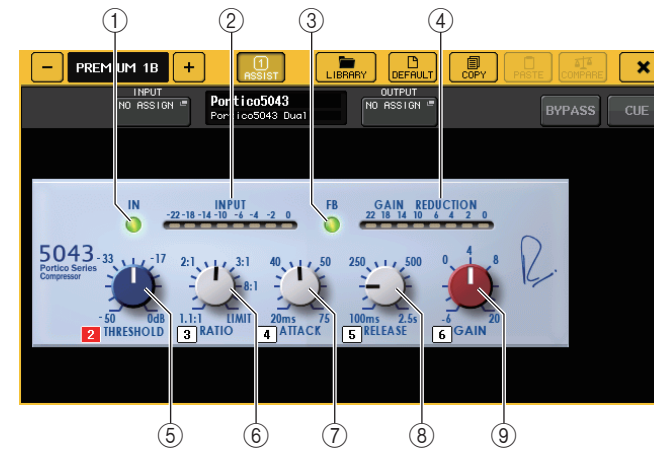 ① ② ③ ④
− PREMIUM 1B + 1 ASSIST LIBRARY DEFAULT COPY PASTE COMPARE ×
INPUT OUTPUT
NO ASSIGN Portico5043 NO ASSIGN BYPASS CUE
Portico5043 Dual
IN INPUT FB GAIN REDUCTION
-22 -18 -14 -10 -6 -4 -2 0 22 18 14 10 6 4 2 0
5043
Portico Series
Compressor
-33 -17 2:1 3:1 40 50 250 500 0 4 8
8:1
-50 0dB 1.1:1 LIMIT 20ms 75 100ms 2.5s -6 20
2 THRESHOLD 3 RATIO 4 ATTACK 5 RELEASE 6 GAIN
⑤ ⑥ ⑦ ⑧ ⑨